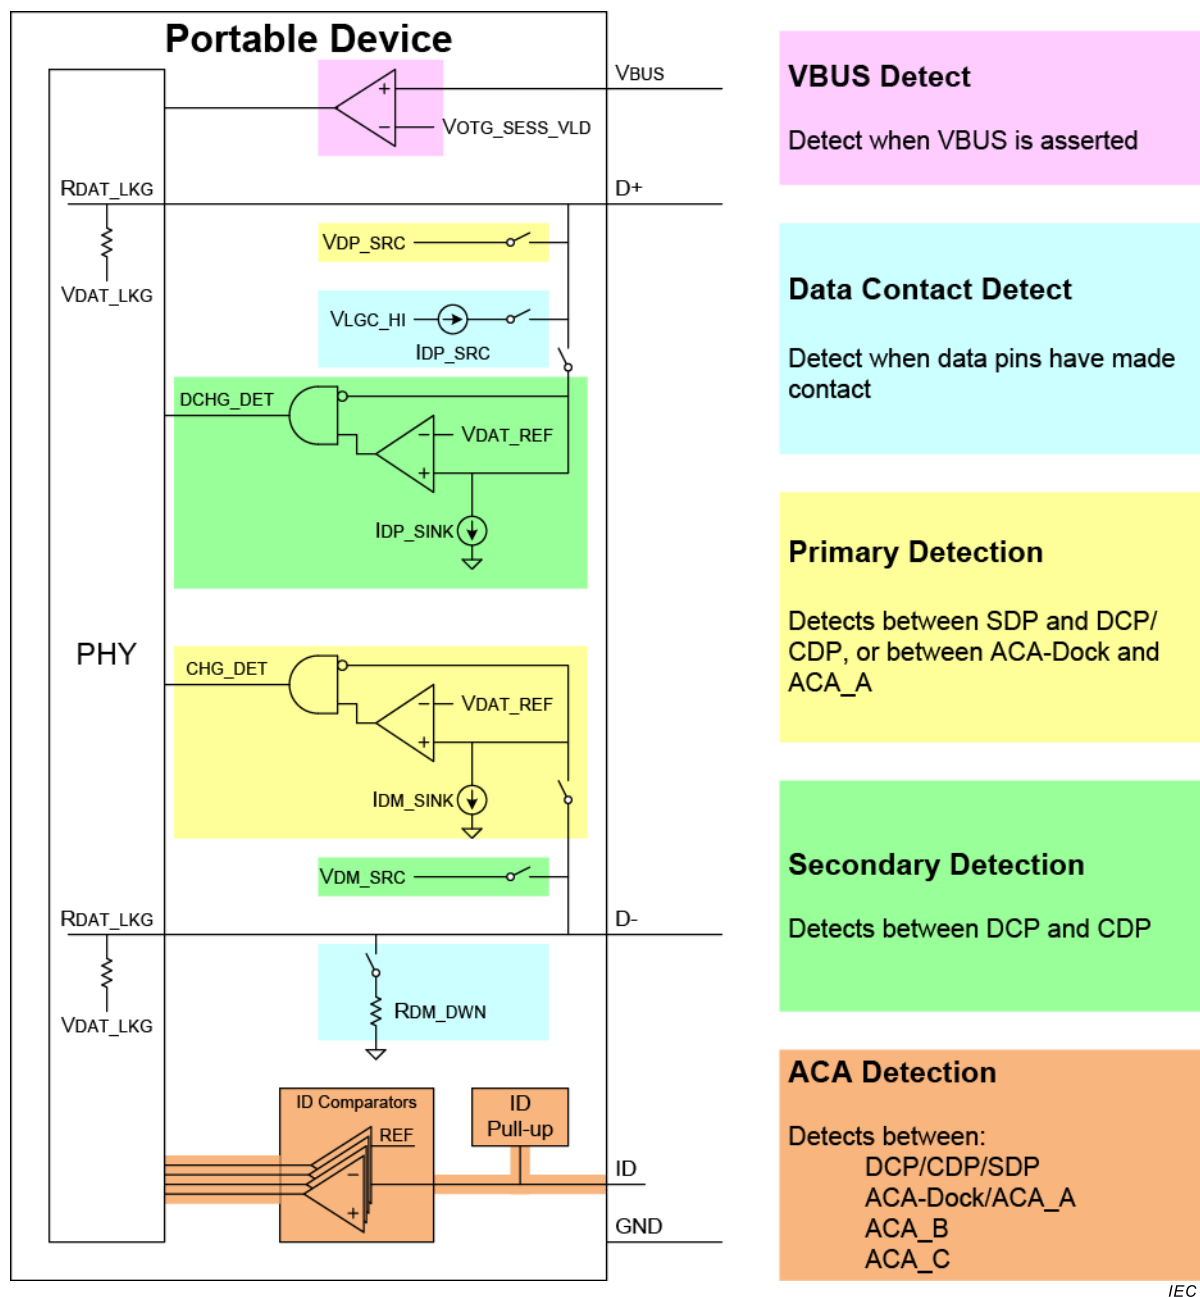 Portable Device
VBUS
+
−
VOTG_SESS_VLD
RDAT_LKG
D+
VDP_SRC
VDAT_LKG
VLGC_HI
IDP_SRC
DCHG_DET
−
VDAT_REF
+
IDP_SINK
PHY
CHG_DET
−
VDAT_REF
+
IDM_SINK
VDM_SRC
RDAT_LKG
D-
RDM_DWN
VDAT_LKG
ID Comparators
REF
−
+
ID
Pull-up
ID
GND
VBUS Detect
Detect when VBUS is asserted
Data Contact Detect
Detect when data pins have made
contact
Primary Detection
Detects between SDP and DCP/
CDP, or between ACA-Dock and
ACA_A
Secondary Detection
Detects between DCP and CDP
ACA Detection
Detects between:
DCP/CDP/SDP
ACA-Dock/ACA_A
ACA_B
ACA_C
IEC